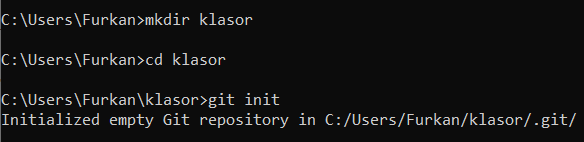 C:\Users\Furkan>mkdir klasor
C:\Users\Furkan>cd klasor
C:\Users\Furkan\klasor>git init
Initialized empty Git repository in C:/Users/Furkan/klasor/.git/